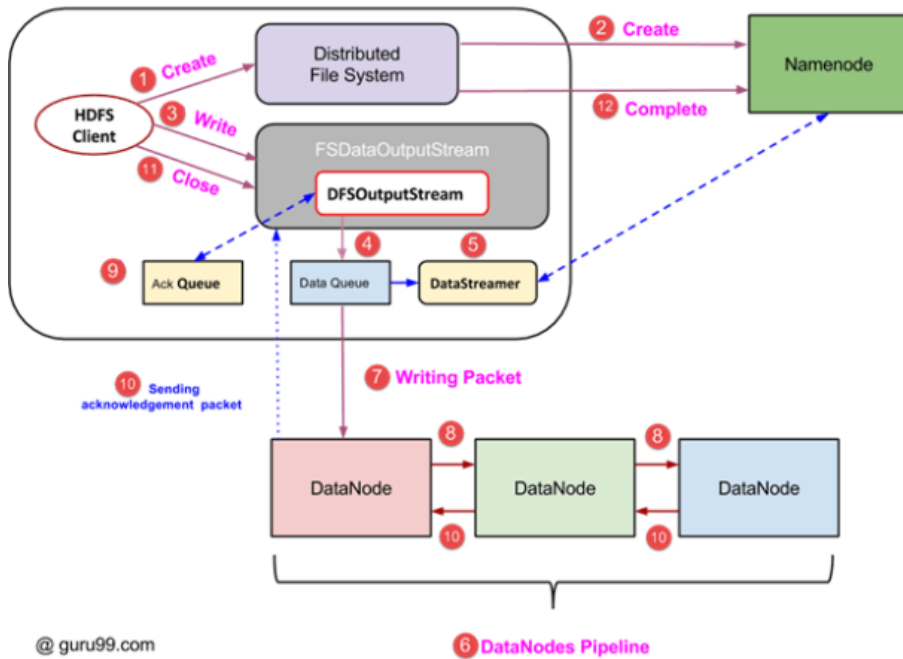 2 Create
Distributed
File System
Namenode
1 Create
12 Complete
HDFS
Client
3 Write
FSDataOutputStream
11 Close
DFSOutputStream
4
5
9
Ack Queue
Data Queue
DataStreamer
7 Writing Packet
10 Sending
acknowledgement packet
8
8
DataNode
DataNode
DataNode
10
10
@ guru99.com
6 DataNodes Pipeline